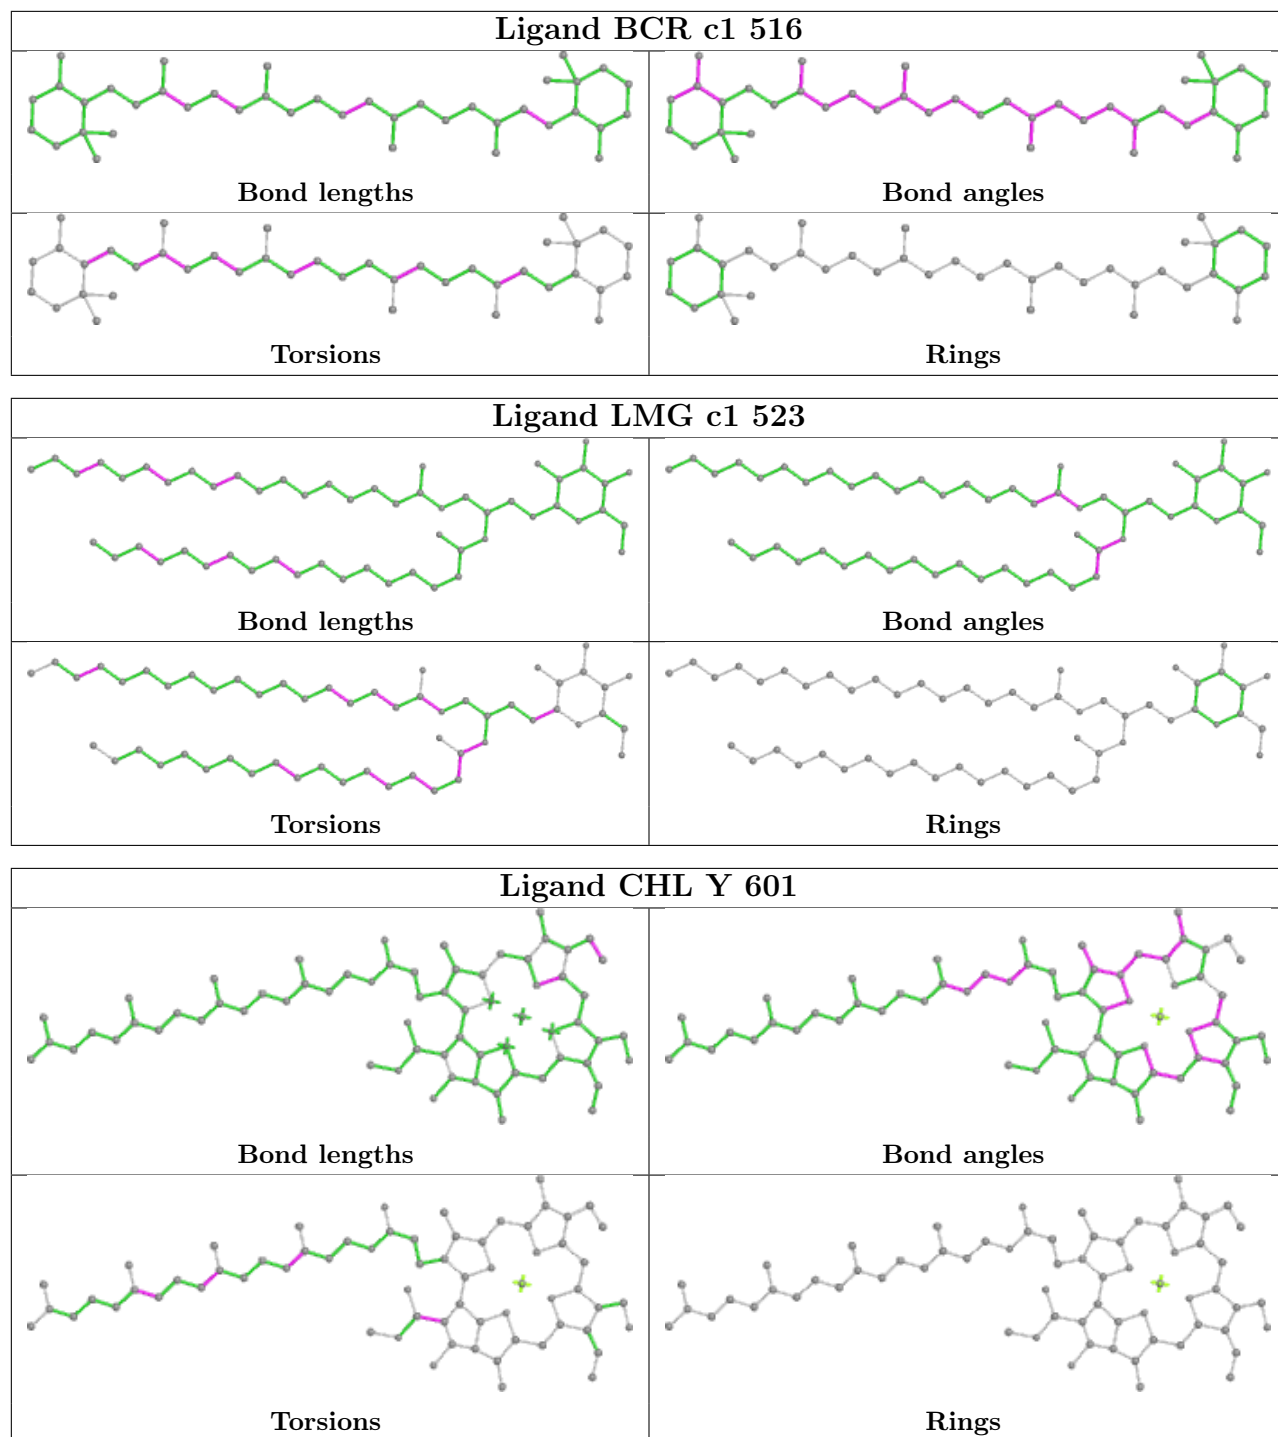 Ligand BCR c1 516
Bond lengths
Bond angles
Torsions
Rings
Ligand LMG c1 523
Bond lengths
Bond angles
Torsions
Rings
Ligand CHL Y 601
Bond lengths
Bond angles
Torsions
Rings